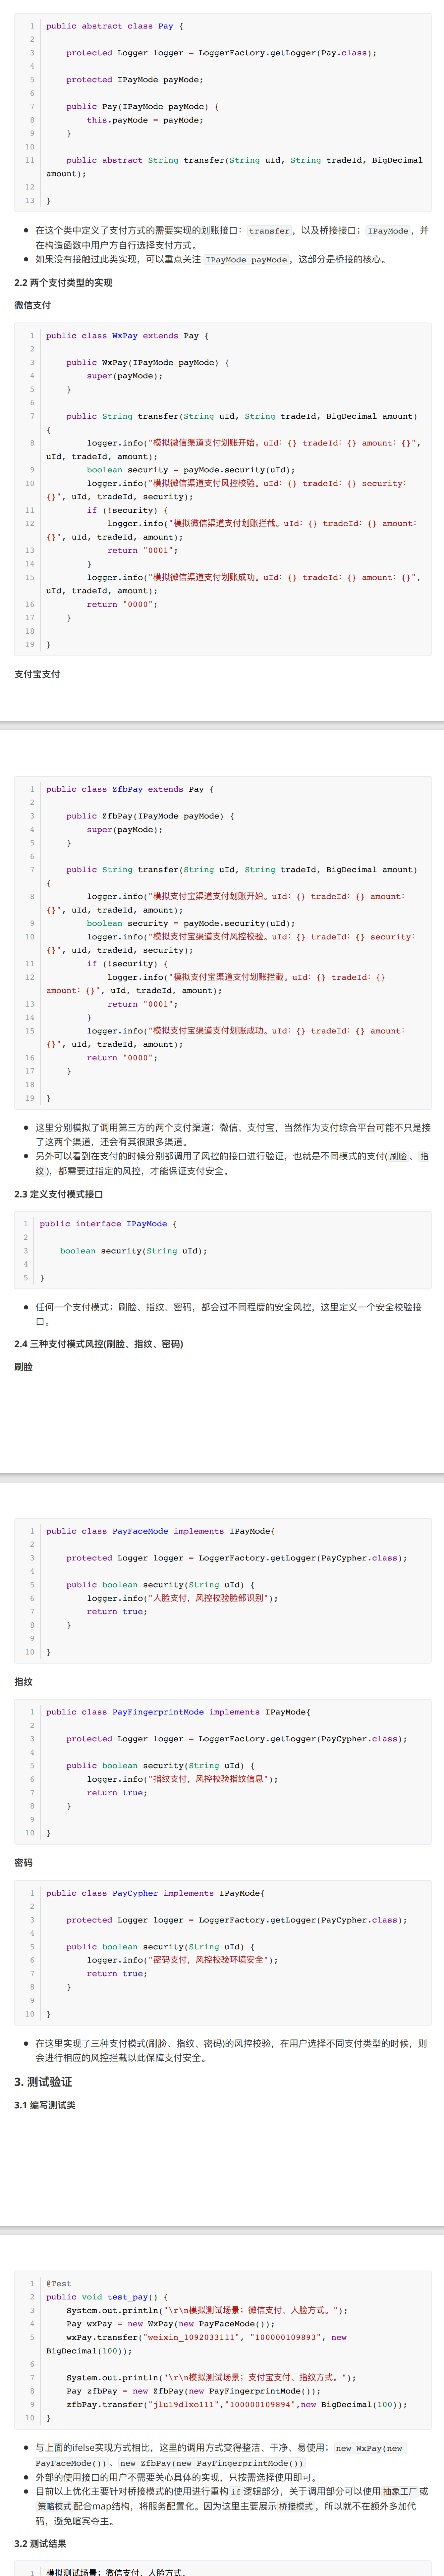 1 public abstract class Pay {
2
3     protected Logger logger = LoggerFactory.getLogger(Pay.class);
4
5     protected IPayMode payMode;
6
7     public Pay(IPayMode payMode) {
8         this.payMode = payMode;
9     }
10
11     public abstract String transfer(String uId, String tradeId, BigDecimal
amount);
12
13 }
在这个类中定义了支付方式的需要实现的划账接口：transfer，以及桥接接口；IPayMode，并
在构造函数中用户方自行选择支付方式。
如果没有接触过此类实现，可以重点关注 IPayMode payMode，这部分是桥接的核心。
2.2 两个支付类型的实现
微信支付
1 public class WxPay extends Pay {
2
3     public WxPay(IPayMode payMode) {
4         super(payMode);
5     }
6
7     public String transfer(String uId, String tradeId, BigDecimal amount)
{
8         logger.info("模拟微信渠道支付划账开始。uId：{} tradeId：{} amount：{}",
uId, tradeId, amount);
9         boolean security = payMode.security(uId);
10         logger.info("模拟微信渠道支付风控校验。uId：{} tradeId：{} security：
{}", uId, tradeId, security);
11         if (!security) {
12             logger.info("模拟微信渠道支付划账拦截。uId：{} tradeId：{} amount：
{}", uId, tradeId, amount);
13             return "0001";
14         }
15         logger.info("模拟微信渠道支付划账成功。uId：{} tradeId：{} amount：{}",
uId, tradeId, amount);
16         return "0000";
17     }
18
19 }
支付宝支付
1 public class ZfbPay extends Pay {
2
3     public ZfbPay(IPayMode payMode) {
4         super(payMode);
5     }
6
7     public String transfer(String uId, String tradeId, BigDecimal amount)
{
8         logger.info("模拟支付宝渠道支付划账开始。uId：{} tradeId：{} amount：
{}", uId, tradeId, amount);
9         boolean security = payMode.security(uId);
10         logger.info("模拟支付宝渠道支付风控校验。uId：{} tradeId：{} security：
{}", uId, tradeId, security);
11         if (!security) {
12             logger.info("模拟支付宝渠道支付划账拦截。uId：{} tradeId：{}
amount：{}", uId, tradeId, amount);
13             return "0001";
14         }
15         logger.info("模拟支付宝渠道支付划账成功。uId：{} tradeId：{} amount：
{}", uId, tradeId, amount);
16         return "0000";
17     }
18
19 }
这里分别模拟了调用第三方的两个支付渠道；微信、支付宝，当然作为支付综合平台可能不只是接
了这两个渠道，还会有其很跟多渠道。
另外可以看到在支付的时候分别都调用了风控的接口进行验证，也就是不同模式的支付(刷脸、指
纹)，都需要过指定的风控，才能保证支付安全。
2.3 定义支付模式接口
1 public interface IPayMode {
2
3     boolean security(String uId);
4
5 }
任何一个支付模式；刷脸、指纹、密码，都会过不同程度的安全风控，这里定义一个安全校验接
口。
2.4 三种支付模式风控(刷脸、指纹、密码)
刷脸
1 public class PayFaceMode implements IPayMode{
2
3     protected Logger logger = LoggerFactory.getLogger(PayCypher.class);
4
5     public boolean security(String uId) {
6         logger.info("人脸支付，风控校验脸部识别");
7         return true;
8     }
9
10 }
指纹
1 public class PayFingerprintMode implements IPayMode{
2
3     protected Logger logger = LoggerFactory.getLogger(PayCypher.class);
4
5     public boolean security(String uId) {
6         logger.info("指纹支付，风控校验指纹信息");
7         return true;
8     }
9
10 }
密码
1 public class PayCypher implements IPayMode{
2
3     protected Logger logger = LoggerFactory.getLogger(PayCypher.class);
4
5     public boolean security(String uId) {
6         logger.info("密码支付，风控校验环境安全");
7         return true;
8     }
9
10 }
在这里实现了三种支付模式(刷脸、指纹、密码)的风控校验，在用户选择不同支付类型的时候，则
会进行相应的风控拦截以此保障支付安全。
3. 测试验证
3.1 编写测试类
1 @Test
2 public void test_pay() {
3     System.out.println("\r\n模拟测试场景；微信支付、人脸方式。");
4     Pay wxPay = new WxPay(new PayFaceMode());
5     wxPay.transfer("weixin_1092033111", "100000109893", new
BigDecimal(100));
6
7     System.out.println("\r\n模拟测试场景；支付宝支付、指纹方式。");
8     Pay zfbPay = new ZfbPay(new PayFingerprintMode());
9     zfbPay.transfer("jlu19dlxo111","100000109894",new BigDecimal(100));
10 }
与上面的ifelse实现方式相比，这里的调用方式变得整洁、干净、易使用；new WxPay(new
PayFaceMode())、new ZfbPay(new PayFingerprintMode())
外部的使用接口的用户不需要关心具体的实现，只按需选择使用即可。
目前以上优化主要针对桥接模式的使用进行重构 if 逻辑部分，关于调用部分可以使用 抽象工厂 或
策略模式 配合map结构，将服务配置化。因为这里主要展示 桥接模式，所以就不在额外多加代
码，避免喧宾夺主。
3.2 测试结果
1 模拟测试场景；微信支付、人脸方式。